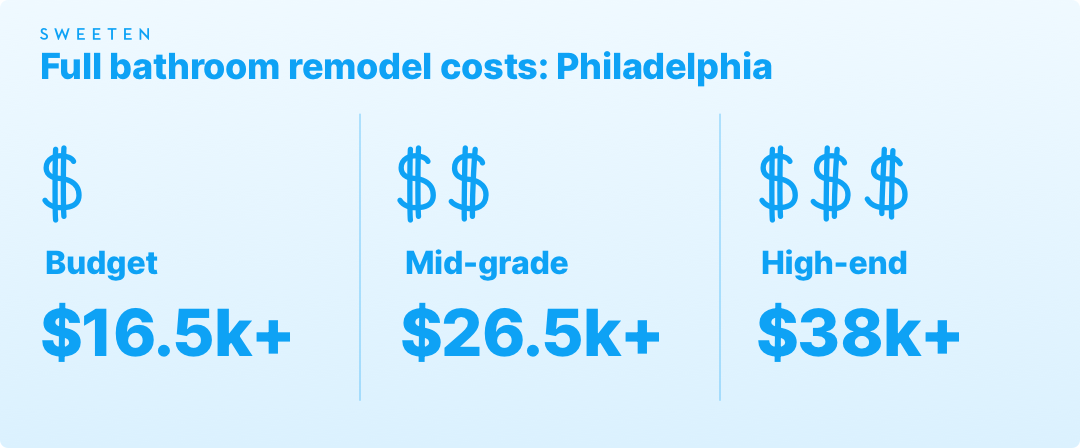 SWEETEN
Full bathroom remodel costs: Philadelphia
$
Budget
$16.5k+
$$
Mid-grade
$26.5k+
$$$
High-end
$38k+